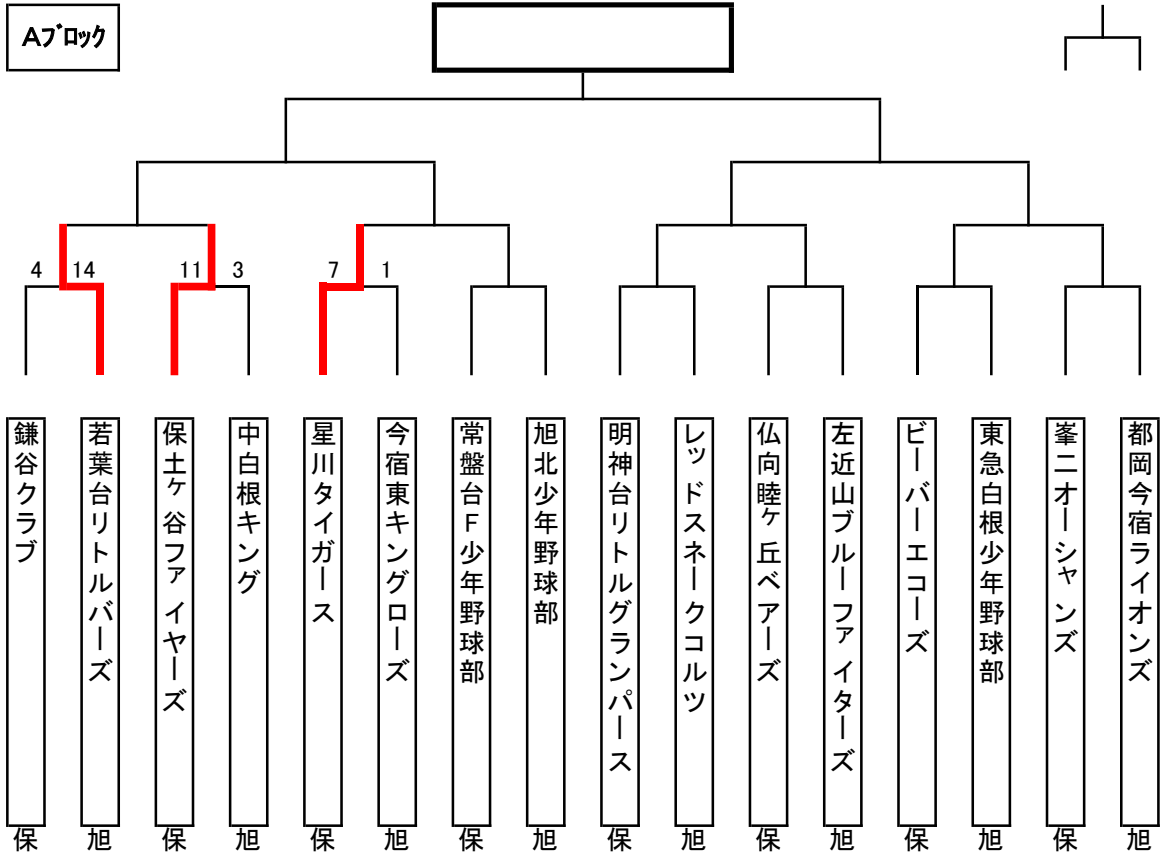 Aブロック
4 14 11 3 7 1
鎌谷クラブ
若葉台リトルバーズ
保土ケ谷ファイヤーズ
中白根キング
星川タイガース
今宿東キングローズ
常盤台F少年野球部
旭北少年野球部
明神台リトルグランパース
レッドスネークコルツ
仏向睦ケ丘ベアーズ
左近山ブルーファイターズ
ビーバーエコーズ
東急白根少年野球部
峯二オーシャンズ
都岡今宿ライオンズ
保 旭 保 旭 保 旭 保 旭 保 旭 保 旭 保 旭 保 旭